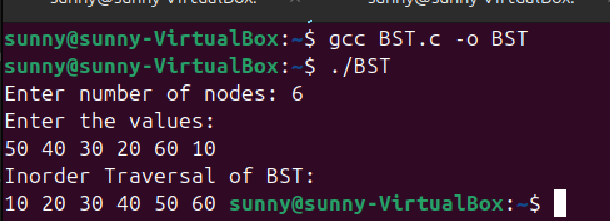 sunny@sunny-VirtualBox: ~ sunny@sunny-VirtualBox: ~
sunny@sunny-VirtualBox:~$ gcc BST.c -o BST
sunny@sunny-VirtualBox:~$ ./BST
Enter number of nodes: 6
Enter the values:
50 40 30 20 60 10
Inorder Traversal of BST:
10 20 30 40 50 60 sunny@sunny-VirtualBox:~$